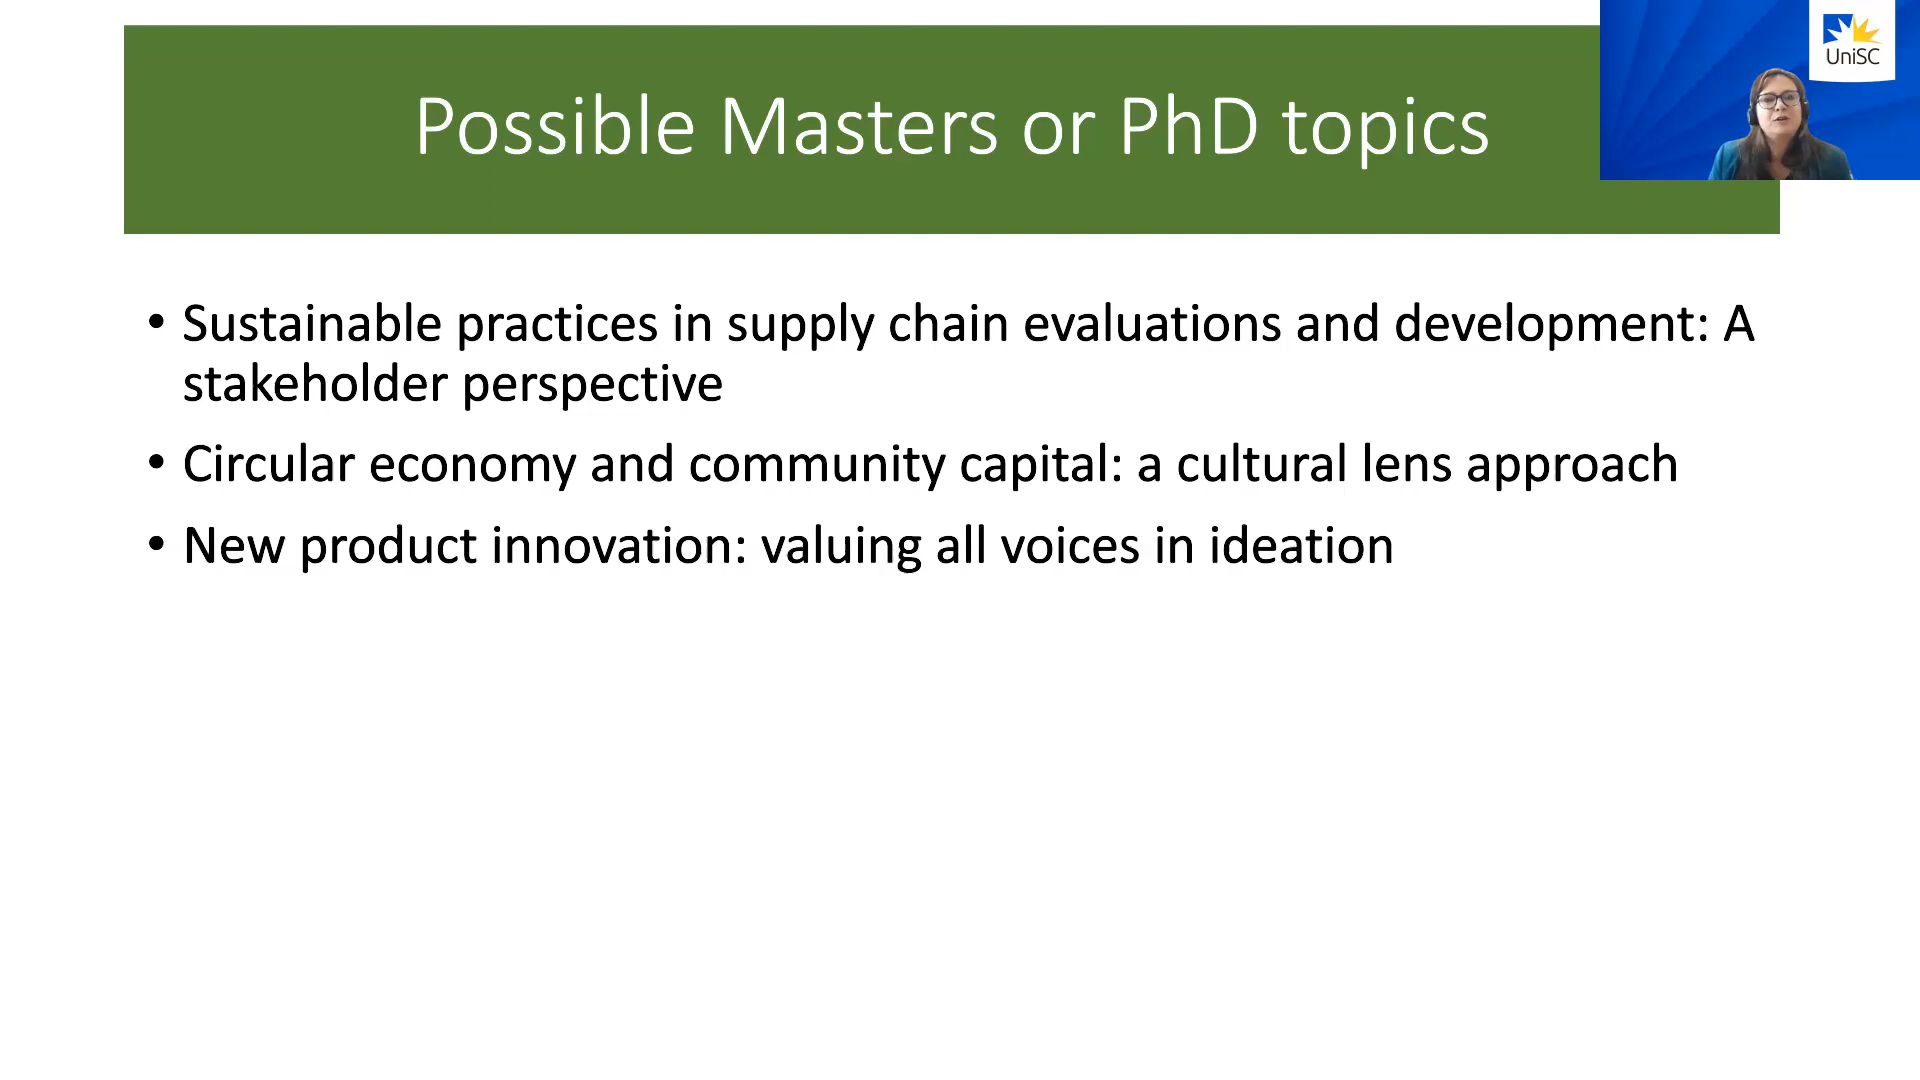 Possible Masters or PhD topics
UniSC
• Sustainable practices in supply chain evaluations and development: A
stakeholder perspective
• Circular economy and community capital: a cultural lens approach
• New product innovation: valuing all voices in ideation